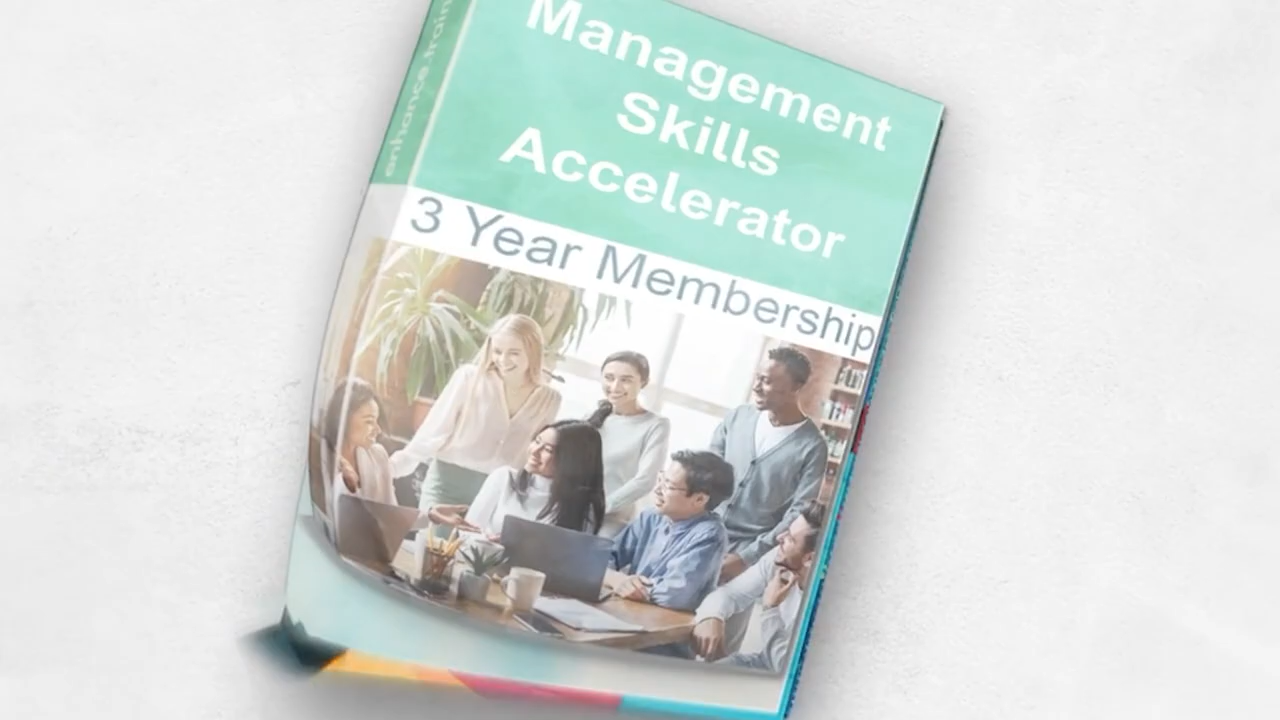 enhance.train
Management
Skills
Accelerator
3 Year Membership